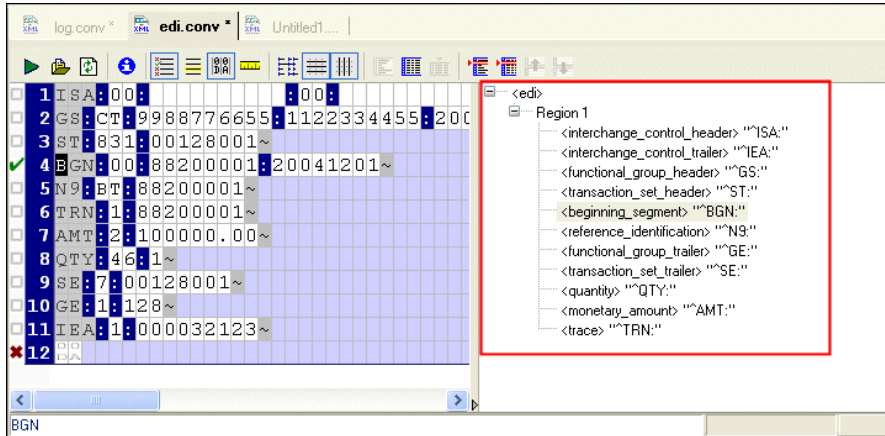 log.conv * edi.conv * Untitled1....
1 ISA:00: :00:
2 GS:CT:9988776655:1122334455:200
3 ST:831:00128001~
4 BGN:00:88200001:20041201~
5 N9:BT:88200001~
6 TRN:1:88200001~
7 AMT:2:100000.00~
8 QTY:46:1~
9 SE:7:00128001~
10 GE:1:128~
11 IEA:1:000032123~
12
<edi>
Region 1
<interchange_control_header> "^ISA:"
<interchange_control_trailer> "^IEA:"
<functional_group_header> "^GS:"
<transaction_set_header> "^ST:"
<beginning_segment> "^BGN:"
<reference_identification> "^N9:"
<functional_group_trailer> "^GE:"
<transaction_set_trailer> "^SE:"
<quantity> "^QTY:"
<monetary_amount> "^AMT:"
<trace> "^TRN:"
BGN